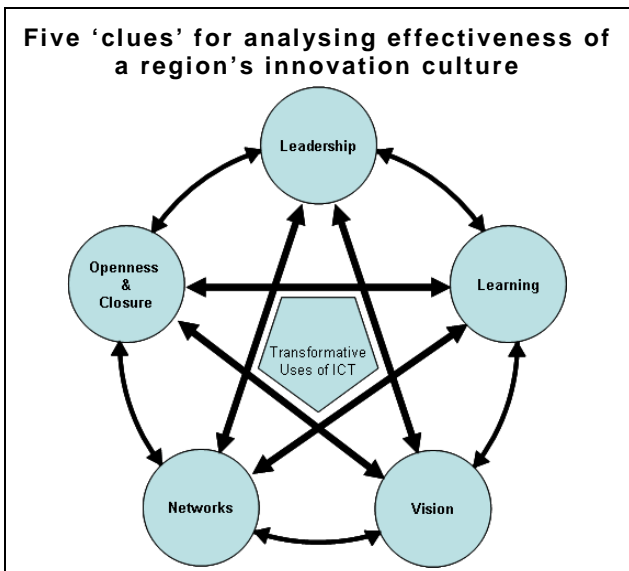 Five ‘clues’ for analysing effectiveness of
a region’s innovation culture
Leadership
Openness
&
Closure
Learning
Transformative
Uses of ICT
Networks
Vision